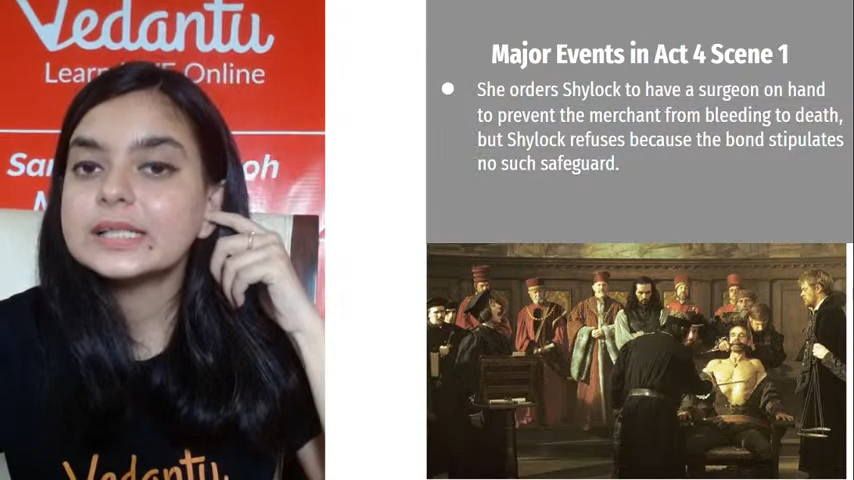 Vedantu
Online
Major Events in Act 4 Scene 1
She orders Shylock to have a surgeon on hand
to prevent the merchant from bleeding to death,
but Shylock refuses because the bond stipulates
no such safeguard.
Vedantu